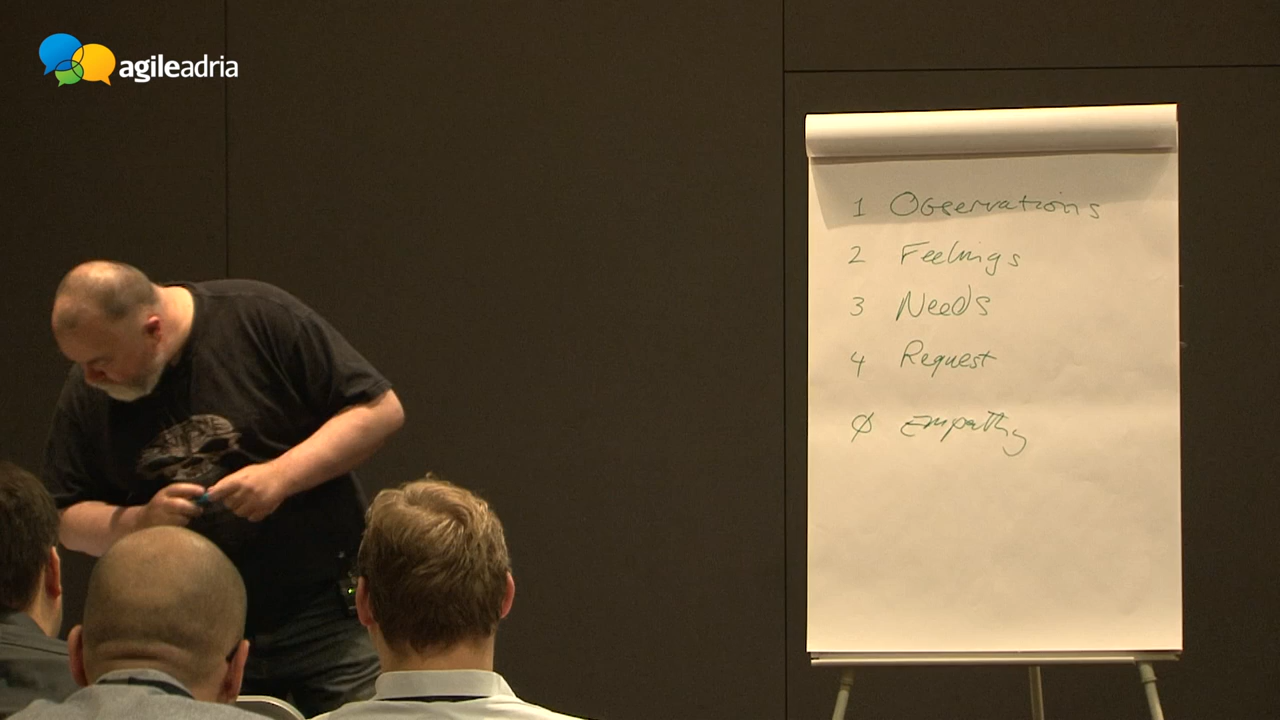 agileadria
1 Observations
2 Feelings
3 Needs
4 Request
Ø Empathy